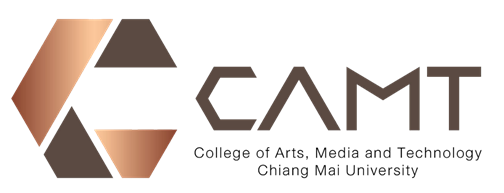 CAMT
College of Arts, Media and Technology
Chiang Mai University